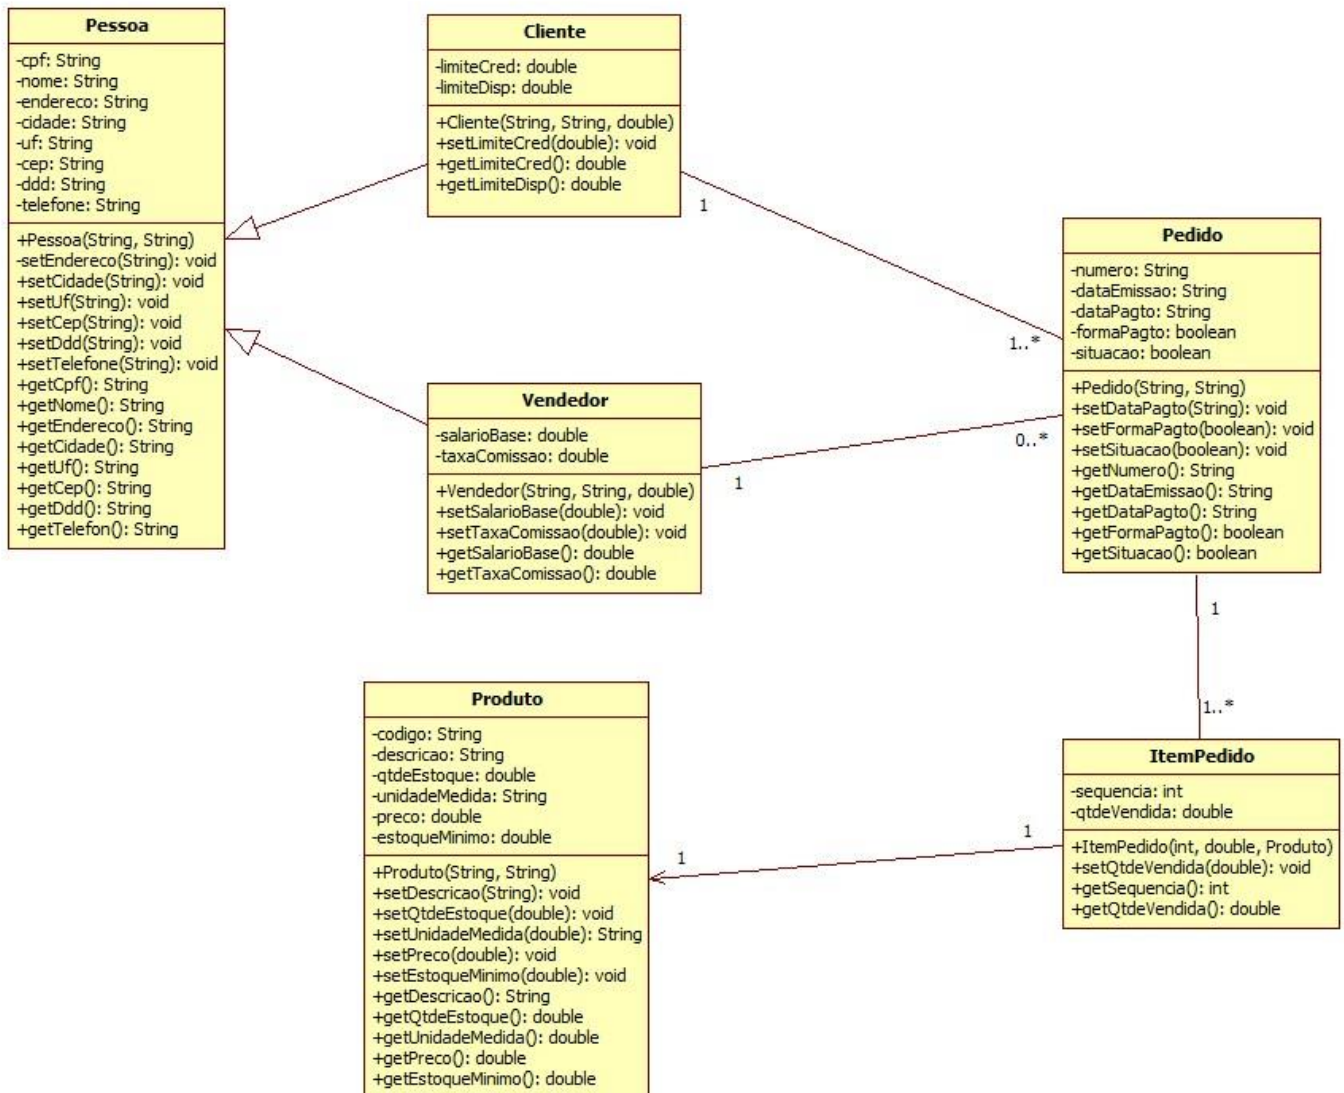 Pessoa
-cpf: String
-nome: String
-endereco: String
-cidade: String
-uf: String
-cep: String
-ddd: String
-telefone: String
+Pessoa(String, String)
-setEndereco(String): void
+setCidade(String): void
+setUf(String): void
+setCep(String): void
+setDdd(String): void
+setTelefone(String): void
+getCpf(): String
+getNome(): String
+getEndereco(): String
+getCidade(): String
+getUf(): String
+getCep(): String
+getDdd(): String
+getTelefon(): String
Cliente
-limiteCred: double
-limiteDisp: double
+Cliente(String, String, double)
+setLimiteCred(double): void
+getLimiteCred(): double
+getLimiteDisp(): double
1
1..*
Vendedor
-salarioBase: double
-taxaComissao: double
+Vendedor(String, String, double)
+setSalarioBase(double): void
+setTaxaComissao(double): void
+getSalarioBase(): double
+getTaxaComissao(): double
1
0..*
Pedido
-numero: String
-dataEmissao: String
-dataPagto: String
-formaPagto: boolean
-situacao: boolean
+Pedido(String, String)
+setDataPagto(String): void
+setFormaPagto(boolean): void
+setSituacao(boolean): void
+getNumero(): String
+getDataEmissao(): String
+getDataPagto(): String
+getFormaPagto(): boolean
+getSituacao(): boolean
1
1..*
Produto
-codigo: String
-descricao: String
-qtdeEstoque: double
-unidadeMedida: String
-preco: double
-estoqueMinimo: double
+Produto(String, String)
+setDescricao(String): void
+setQtdeEstoque(double): void
+setUnidadeMedida(double): String
+setPreco(double): void
+setEstoqueMinimo(double): void
+getDescricao(): String
+getQtdeEstoque(): double
+getUnidadeMedida(): double
+getPreco(): double
+getEstoqueMinimo(): double
1
1
ItemPedido
-sequencia: int
-qtdeVendida: double
+ItemPedido(int, double, Produto)
+setQtdeVendida(double): void
+getSequencia(): int
+getQtdeVendida(): double